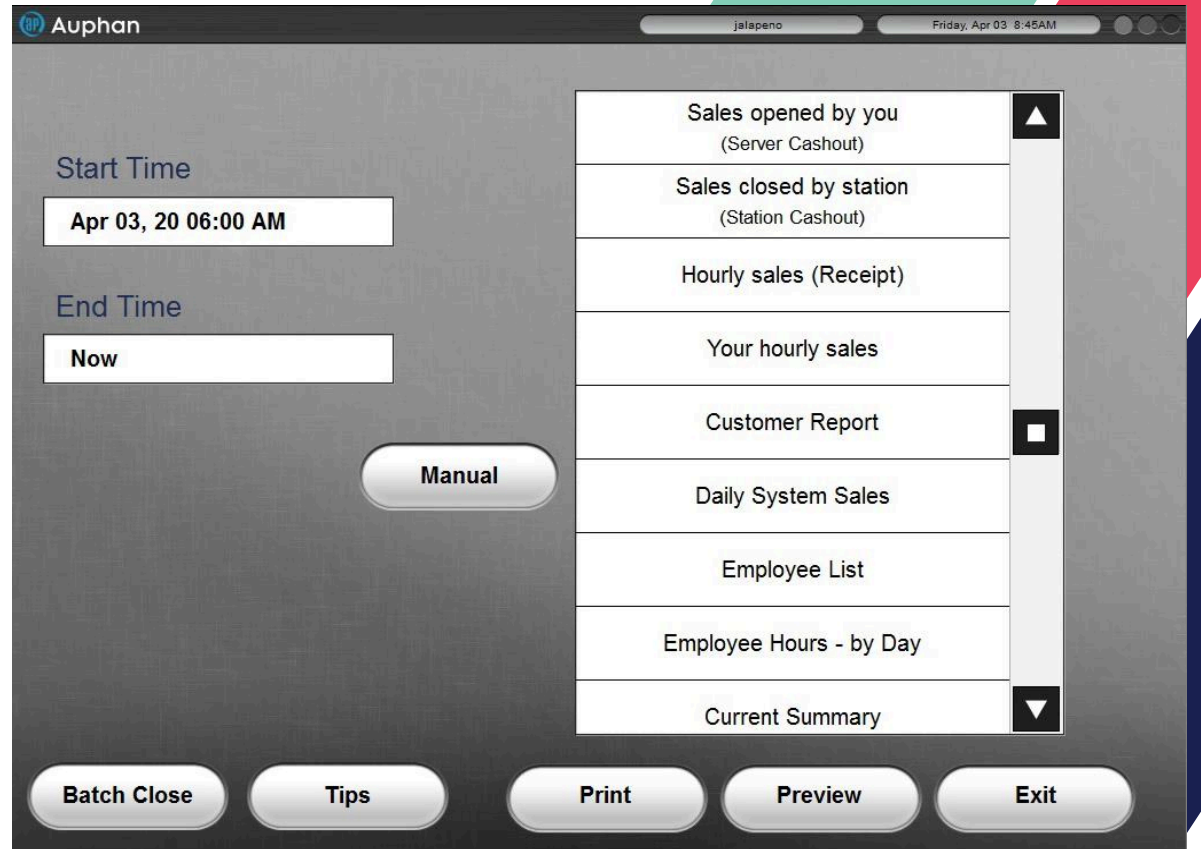 Auphan
jalapeno
Friday, Apr 03 8:45AM
Start Time
Apr 03, 20 06:00 AM
End Time
Now
Manual
Sales opened by you
(Server Cashout)
Sales closed by station
(Station Cashout)
Hourly sales (Receipt)
Your hourly sales
Customer Report
Daily System Sales
Employee List
Employee Hours - by Day
Current Summary
Batch Close
Tips
Print
Preview
Exit